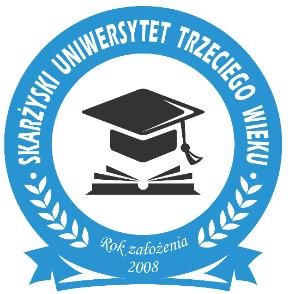 • SKARŻYSKI UNIWERSYTET TRZECIEGO WIEKU •
Rok założenia
2008